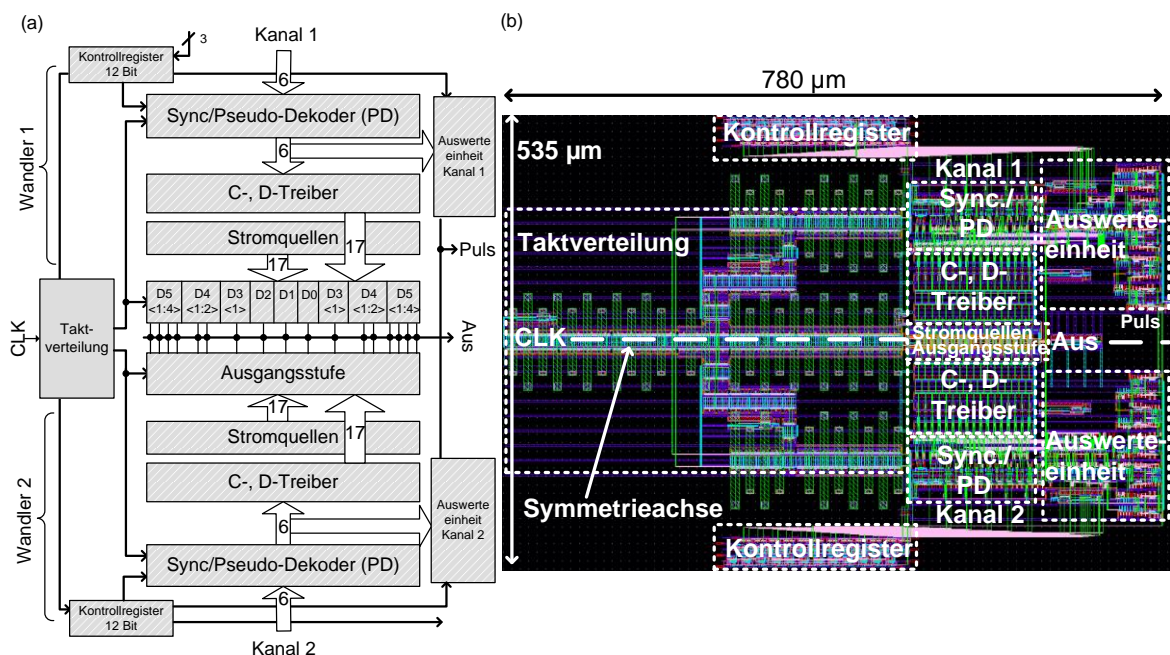 (a)
Kontrollregister
12 Bit
3
Kanal 1
6
Sync/Pseudo-Dekoder (PD)
6
Auswerte
einheit
Kanal 1
C-, D-Treiber
Stromquellen
17
17
Wandler 1
Puls
D5
<1:4>
D4
<1:2>
D3
<1>
D2
D1
D0
D3
<1>
D4
<1:2>
D5
<1:4>
CLK
Takt-
verteilung
Aus
Ausgangsstufe
17
17
Stromquellen
C-, D-Treiber
Wandler 2
6
Auswerte
einheit
Kanal 2
Sync/Pseudo-Dekoder (PD)
6
Kontrollregister
12 Bit
Kanal 2
(b)
780 µm
535 µm
Kontrollregister
Kanal 1
Sync./
PD
Auswerte-
einheit
Taktverteilung
C-, D-
Treiber
Puls
CLK
Stromquellen
Ausgangsstufe
Aus
C-, D-
Treiber
Auswerte-
einheit
Sync./
PD
Symmetrieachse
Kanal 2
Kontrollregister